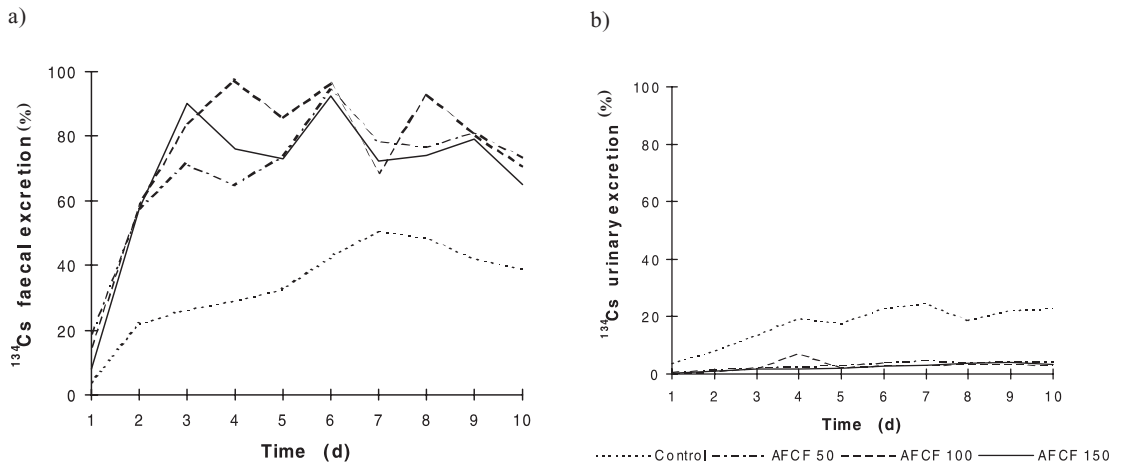 a)
¹³⁴Cs faecal excretion (%)
100
80
60
40
20
0
1 2 3 4 5 6 7 8 9 10
Time (d)
b)
¹³⁴Cs urinary excretion (%)
100
80
60
40
20
0
1 2 3 4 5 6 7 8 9 10
Time (d)
Control AFCF 50 AFCF 100 AFCF 150